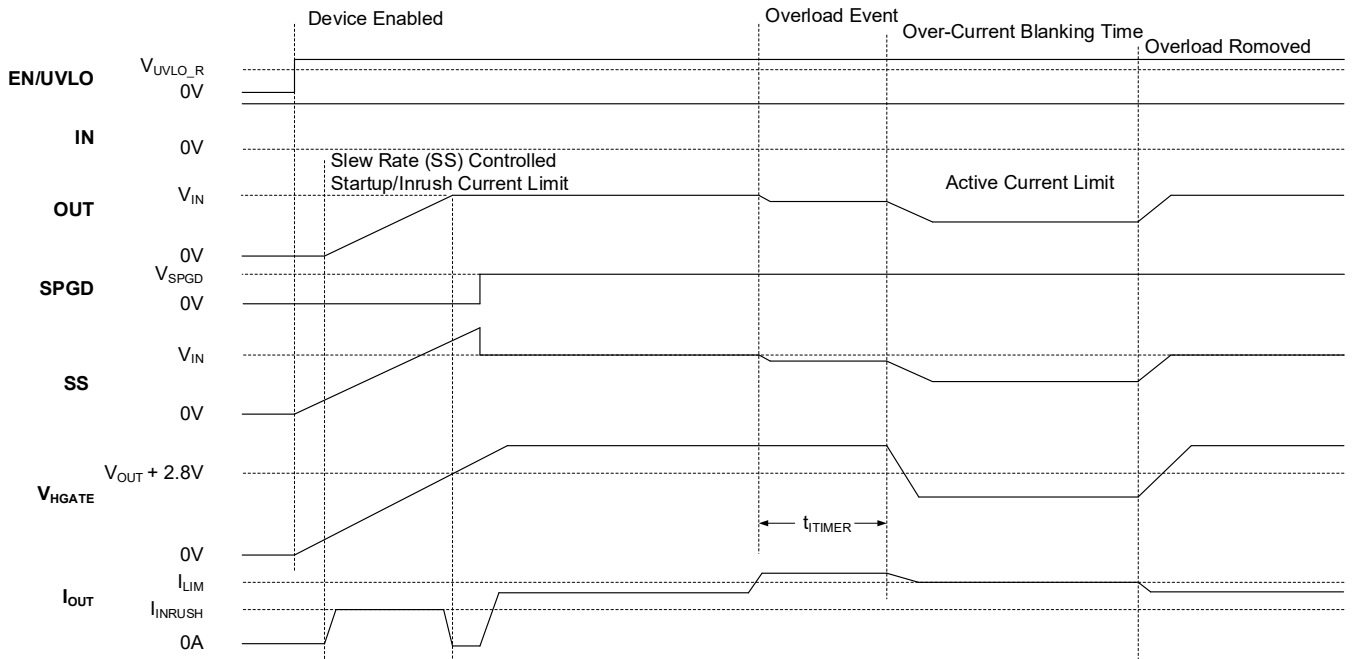 Device Enabled
Overload Event
Over-Current Blanking Time
Overload Romoved
EN/UVLO
VUVLO_R
0V
IN
0V
Slew Rate (SS) Controlled
Startup/Inrush Current Limit
OUT
VIN
Active Current Limit
0V
SPGD
VSPGD
0V
SS
VIN
0V
VHGATE
VOUT + 2.8V
tITIMER
0V
IOUT
ILIM
IINRUSH
0A